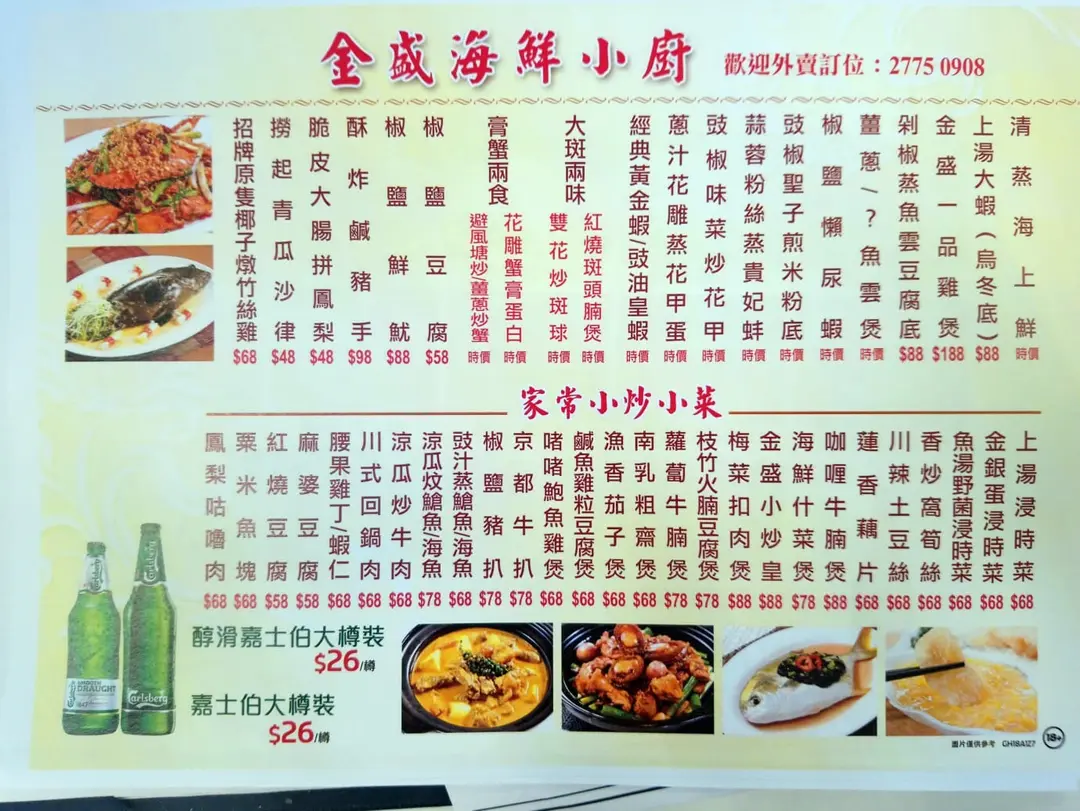 金盛海鮮小廚
歡迎外賣訂位：2775 0908
清蒸海上鮮 時價
上湯大蝦(烏冬底) $88
金盛一品雞煲 $188
剁椒蒸魚雲豆腐底 $88
薑蔥/?魚雲煲 時價
椒鹽懶尿蝦 時價
豉椒聖子煎米粉底 時價
蒜蓉粉絲蒸貴妃蚌 時價
豉椒味菜炒花甲 時價
蔥汁花雕蒸花甲蛋 時價
經典黃金蝦/豉油皇蝦 時價
大斑兩味
紅燒斑頭腩煲 時價
雙花炒斑球 時價
膏蟹兩食
花雕蟹膏蛋白 時價
避風塘炒/薑蔥炒蟹 時價
椒鹽豆腐 $58
椒鹽鮮魷 $88
酥炸鹹豬手 $98
脆皮大腸拼鳳梨 $48
撈起青瓜沙律 $48
招牌原隻椰子燉竹絲雞 $68
家常小炒小菜
上湯浸時菜 $68
金銀蛋浸時菜 $68
魚湯野菌浸時菜 $68
香炒窩筍絲 $68
川辣土豆絲 $68
蓮香藕片 $68
咖喱牛腩煲 $88
海鮮什菜煲 $78
金盛小炒皇 $88
梅菜扣肉煲 $88
枝竹火腩豆腐煲 $78
蘿蔔牛腩煲 $78
南乳粗齋煲 $68
漁香茄子煲 $68
鹹魚雞粒豆腐煲 $68
啫啫鮑魚雞煲 $68
京都牛扒 $78
椒鹽豬扒 $78
豉汁蒸鯧魚/海魚 $68
涼瓜炆鯧魚/海魚 $78
涼瓜炒牛肉 $68
川式回鍋肉 $68
腰果雞丁/蝦仁 $68
麻婆豆腐 $58
紅燒豆腐 $58
粟米魚塊 $68
鳳梨咕嚕肉 $68
醇滑嘉士伯大樽裝
$26/樽
嘉士伯大樽裝
$26/樽
Carlsberg
SMOOTH
DRAUGHT
Carlsberg
圖片僅供參考 GH18A127
18+